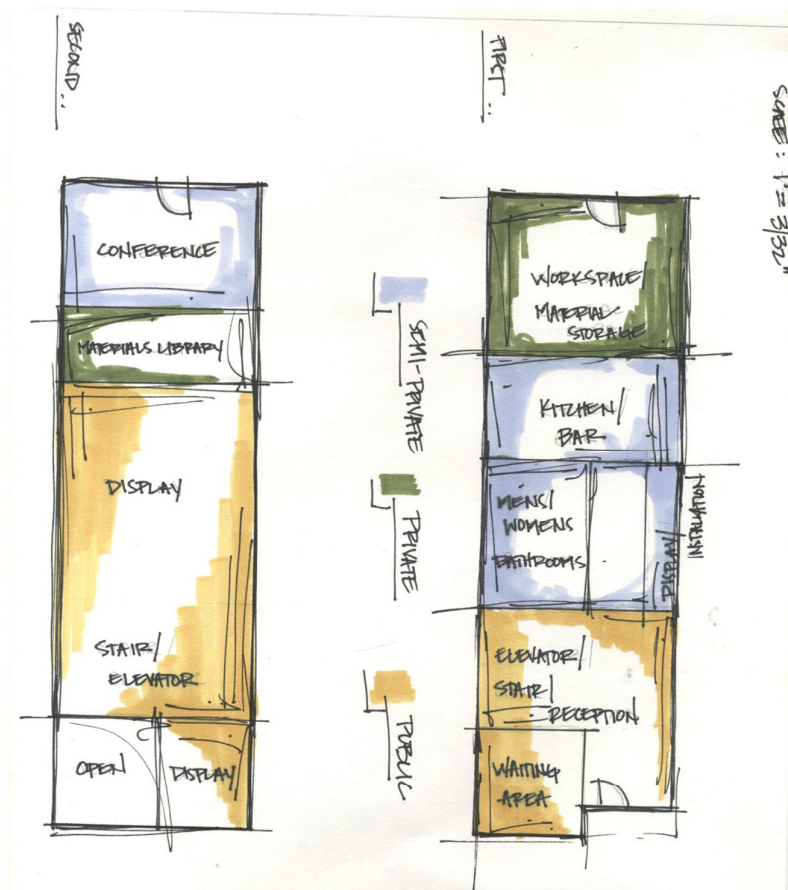 SECOND..
FIRST..
SCALE: 1"= 3/32"
CONFERENCE
MATERIALS LIBRARY
DISPLAY
STAIR/
ELEVATOR
OPEN
DISPLAY
SEMI-PRIVATE
PRIVATE
PUBLIC
WORKSPACE/
MATERIAL
STORAGE
KITCHEN/
BAR
MENS/
WOMENS
BATHROOMS
DISPLAY/
INSTALLATION
ELEVATOR/
STAIR/
RECEPTION
WAITING
AREA